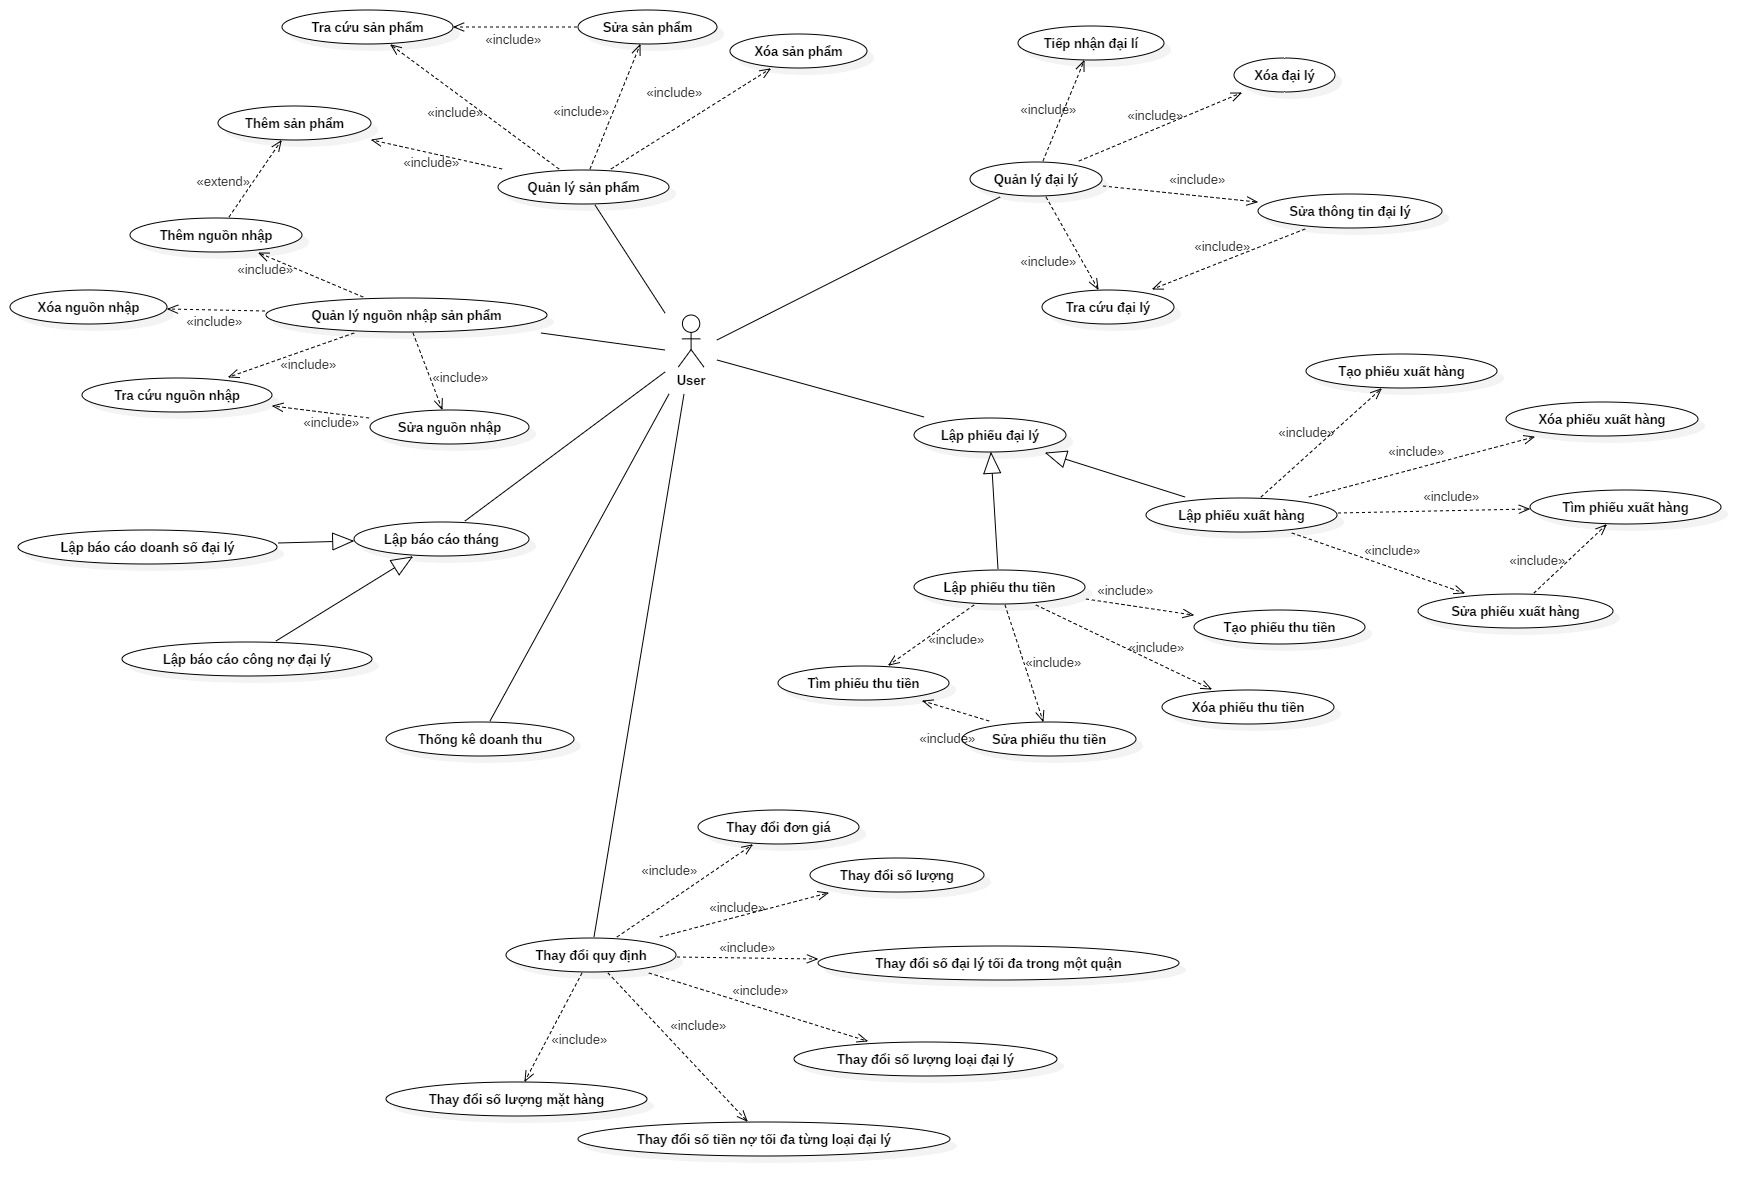 Tra cứu sản phẩm
«include»
Sửa sản phẩm
Xóa sản phẩm
«include»
«include»
«include»
Thêm sản phẩm
«include»
Quản lý sản phẩm
«extend»
Thêm nguồn nhập
«include»
Xóa nguồn nhập
«include»
Quản lý nguồn nhập sản phẩm
«include»
«include»
Tra cứu nguồn nhập
«include»
Sửa nguồn nhập
Tiếp nhận đại lí
Xóa đại lý
«include»
«include»
Quản lý đại lý
«include»
Sửa thông tin đại lý
«include»
«include»
Tra cứu đại lý
User
Lập phiếu đại lý
Tạo phiếu xuất hàng
«include»
Xóa phiếu xuất hàng
«include»
«include»
Tìm phiếu xuất hàng
Lập phiếu xuất hàng
«include»
«include»
Sửa phiếu xuất hàng
Lập phiếu thu tiền
«include»
Tạo phiếu thu tiền
«include»
«include»
«include»
Tìm phiếu thu tiền
Xóa phiếu thu tiền
«include»
Sửa phiếu thu tiền
Lập báo cáo doanh số đại lý
Lập báo cáo tháng
Lập báo cáo công nợ đại lý
Thống kê doanh thu
Thay đổi đơn giá
«include»
Thay đổi số lượng
«include»
Thay đổi quy định
«include»
Thay đổi số đại lý tối đa trong một quận
«include»
«include»
«include»
Thay đổi số lượng loại đại lý
Thay đổi số lượng mặt hàng
Thay đổi số tiền nợ tối đa từng loại đại lý